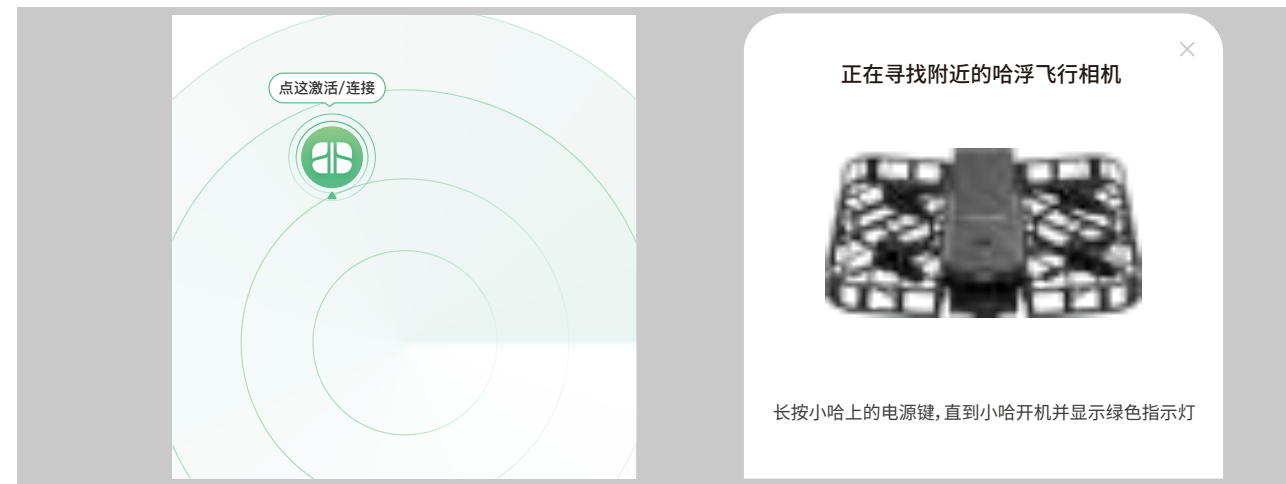 点这激活/连接
正在寻找附近的哈浮飞行相机
长按小哈上的电源键,直到小哈开机并显示绿色指示灯